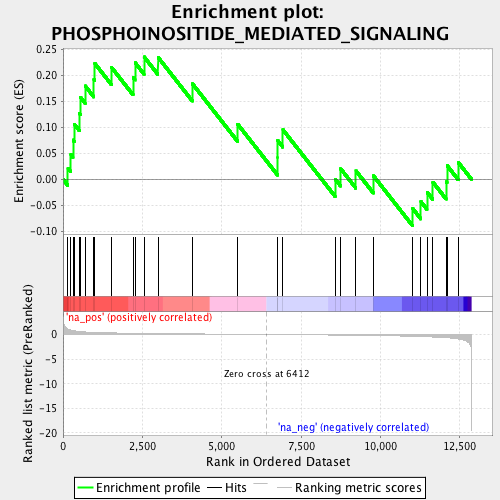 Enrichment plot:
PHOSPHOINOSITIDE_MEDIATED_SIGNALING
Enrichment score (ES)
0.25
0.20
0.15
0.10
0.05
0.00
-0.05
-0.10
'na_pos' (positively correlated)
Ranked list metric (PreRanked)
0
-5
-10
-15
-20
Zero cross at 6412
'na_neg' (negatively correlated)
0
2,500
5,000
7,500
10,000
12,500
Rank in Ordered Dataset
Enrichment profile
Hits
Ranking metric scores